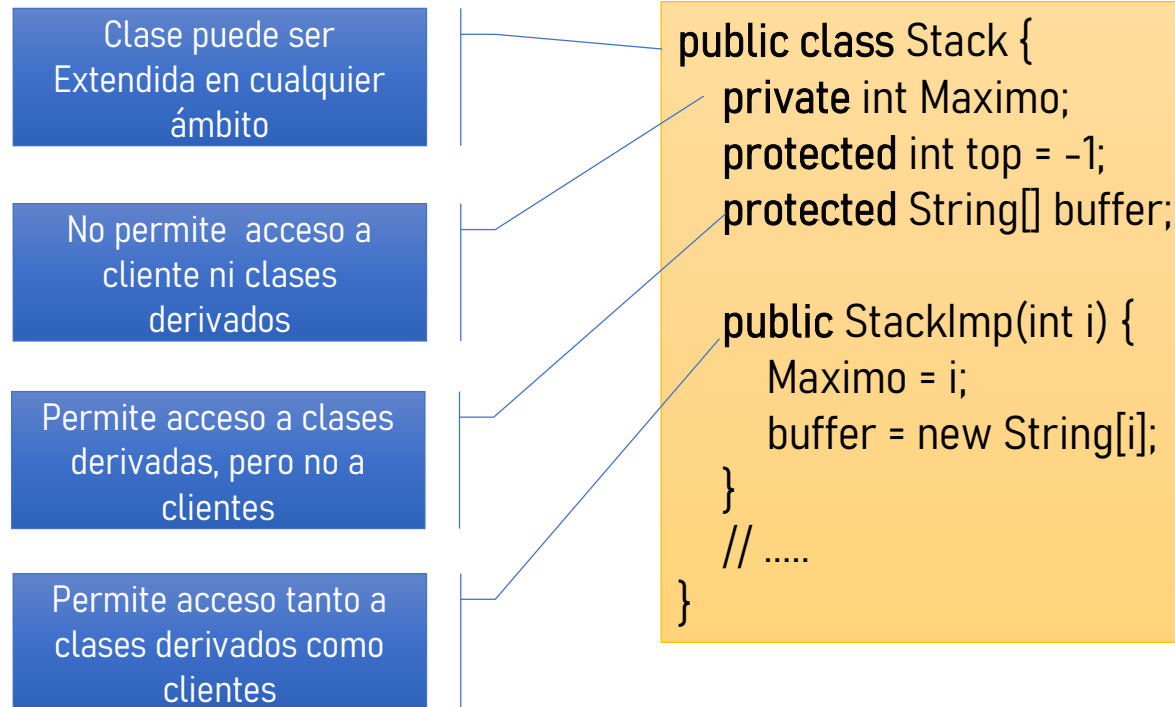 Clase puede ser
Extendida en cualquier
ámbito
No permite acceso a
cliente ni clases
derivados
Permite acceso a clases
derivadas, pero no a
clientes
Permite acceso tanto a
clases derivados como
clientes
public class Stack {
private int Maximo;
protected int top = -1;
protected String[] buffer;
public StackImp(int i) {
Maximo = i;
buffer = new String[i];
}
// .....
}